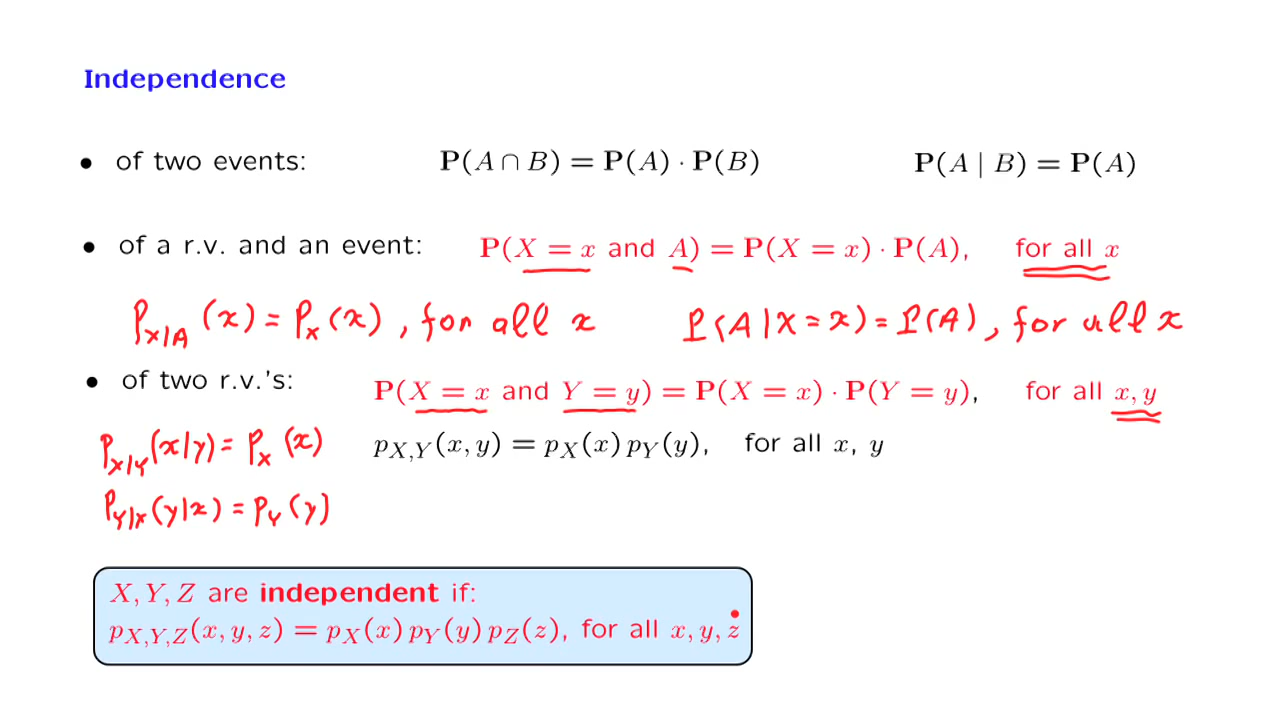 Independence
• of two events: P(A ∩ B) = P(A) · P(B) P(A | B) = P(A)
• of a r.v. and an event: P(X = x and A) = P(X = x) · P(A), for all x
p_{X|A}(x) = p_X(x), for all x P(A|X=x) = P(A), for all x
• of two r.v.'s: P(X = x and Y = y) = P(X = x) · P(Y = y), for all x, y
p_{X|Y}(x|y) = p_X(x) p_{X,Y}(x, y) = p_X(x) p_Y(y), for all x, y
p_{Y|X}(y|x) = p_Y(y)
X, Y, Z are independent if:
p_{X,Y,Z}(x, y, z) = p_X(x) p_Y(y) p_Z(z), for all x, y, z